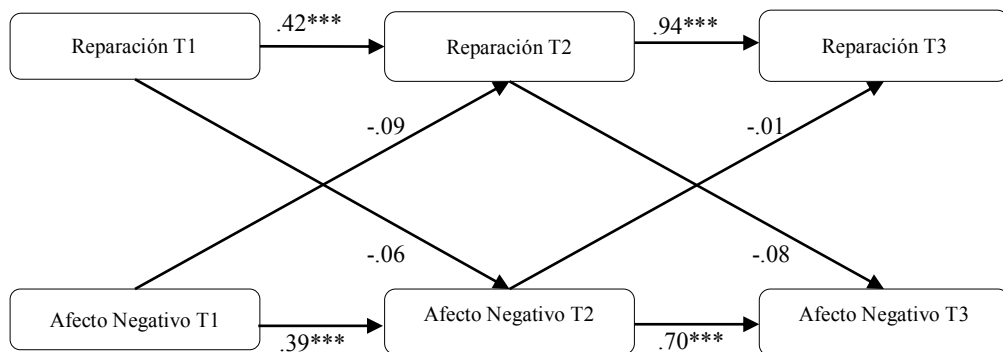 .42***
.94***
Reparación T1
Reparación T2
Reparación T3
-.09
-.01
-.06
-.08
Afecto Negativo T1
Afecto Negativo T2
Afecto Negativo T3
.39***
.70***